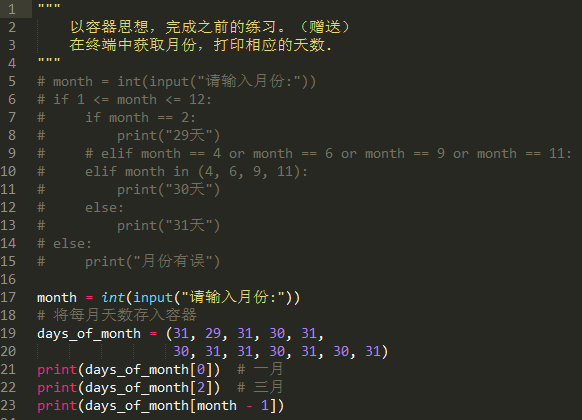 1 """
2     以容器思想，完成之前的练习。（赠送）
3     在终端中获取月份，打印相应的天数.
4 """
5 # month = int(input("请输入月份:"))
6 # if 1 <= month <= 12:
7 #     if month == 2:
8 #         print("29天")
9 #     # elif month == 4 or month == 6 or month == 9 or month == 11:
10 #     elif month in (4, 6, 9, 11):
11 #         print("30天")
12 #     else:
13 #         print("31天")
14 # else:
15 #     print("月份有误")
16
17 month = int(input("请输入月份:"))
18 # 将每月天数存入容器
19 days_of_month = (31, 29, 31, 30, 31,
20                  30, 31, 31, 30, 31, 30, 31)
21 print(days_of_month[0])  # 一月
22 print(days_of_month[2])  # 三月
23 print(days_of_month[month - 1])